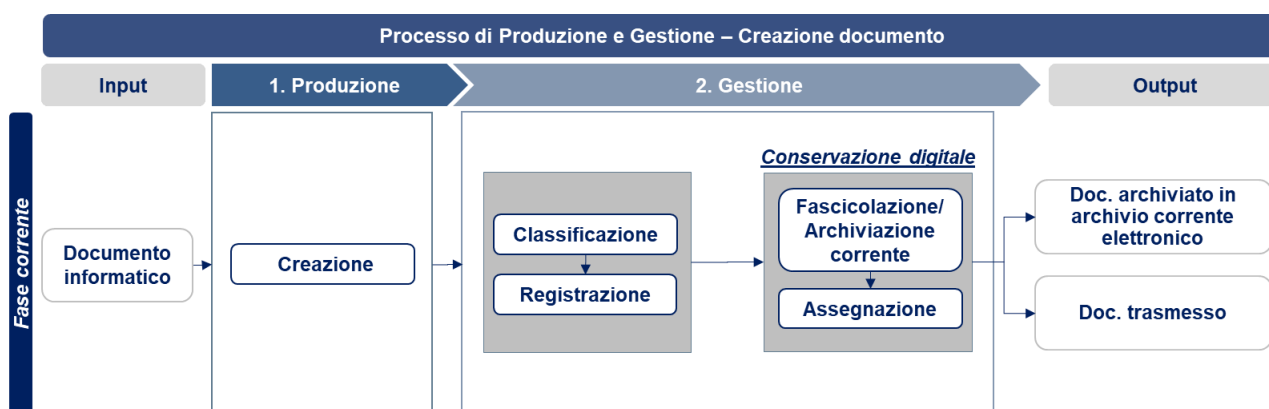 Processo di Produzione e Gestione – Creazione documento
Input
1. Produzione
2. Gestione
Output
Fase corrente
Documento
informatico
Creazione
Classificazione
Registrazione
Conservazione digitale
Fascicolazione/
Archiviazione
corrente
Assegnazione
Doc. archiviato in
archivio corrente
elettronico
Doc. trasmesso